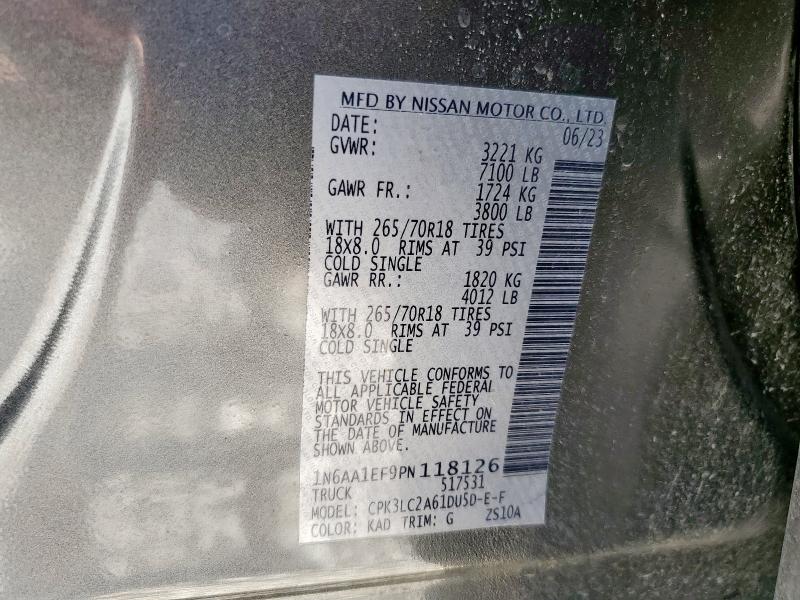 MFD BY NISSAN MOTOR CO., LTD.
DATE: 06/23
GVWR: 3221 KG
7100 LB
GAWR FR.: 1724 KG
3800 LB
WITH 265/70R18 TIRES
18X8.0 RIMS AT 39 PSI
COLD SINGLE
GAWR RR.: 1820 KG
4012 LB
WITH 265/70R18 TIRES
18X8.0 RIMS AT 39 PSI
COLD SINGLE
THIS VEHICLE CONFORMS TO
ALL APPLICABLE FEDERAL
MOTOR VEHICLE SAFETY
STANDARDS IN EFFECT ON
THE DATE OF MANUFACTURE
SHOWN ABOVE.
1N6AA1EF9PN118126
TRUCK 517531
MODEL: CPK3LC2A61DU5D-E-F
COLOR: KAD TRIM: G ZS10A